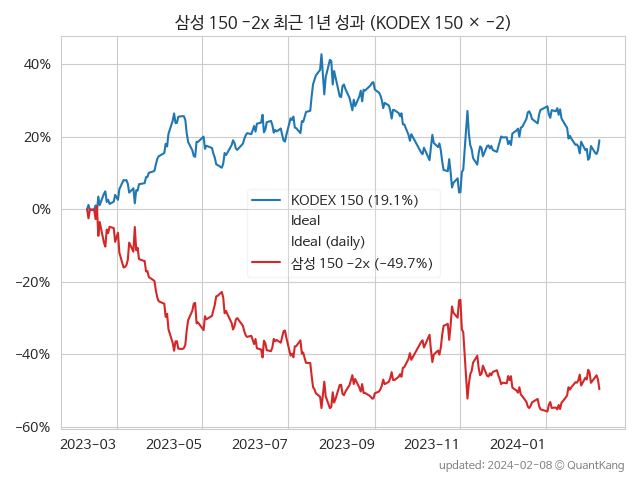 삼성 150 −2x 최근 1년 성과 (KODEX 150 × −2)
40%
20%
0%
−20%
−40%
−60%
KODEX 150 (19.1%)
Ideal
Ideal (daily)
삼성 150 −2x (−49.7%)
2023-03 2023-05 2023-07 2023-09 2023-11 2024-01
updated: 2024-02-08 © QuantKang